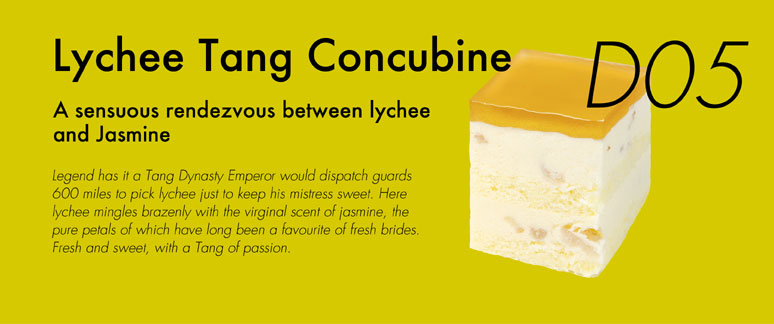 Lychee Tang Concubine
D05
A sensuous rendezvous between lychee
and Jasmine
Legend has it a Tang Dynasty Emperor would dispatch guards
600 miles to pick lychee just to keep his mistress sweet. Here
lychee mingles brazenly with the virginal scent of jasmine, the
pure petals of which have long been a favourite of fresh brides.
Fresh and sweet, with a Tang of passion.